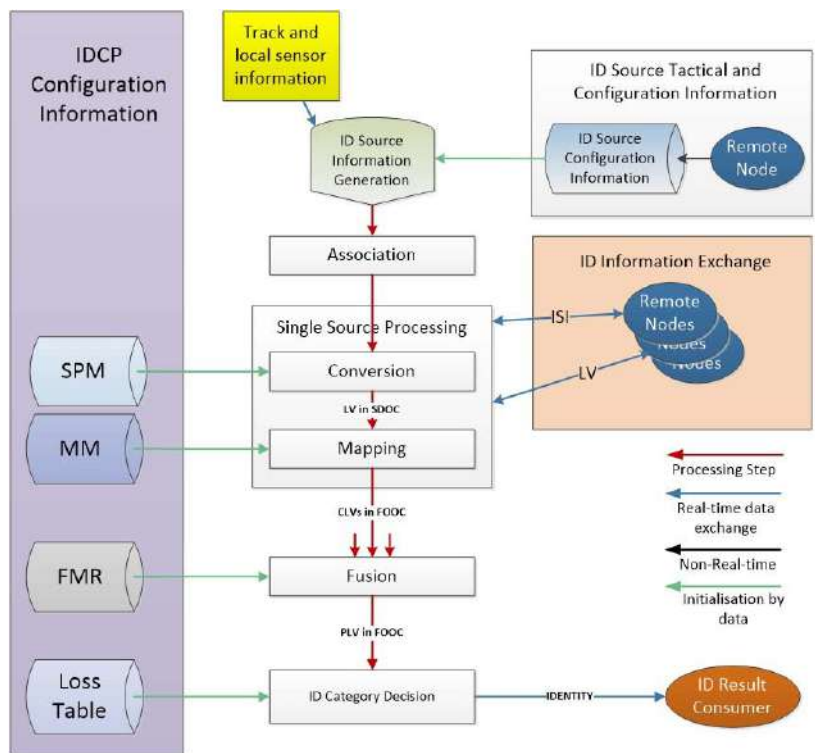 IDCP
Configuration
Information
Track and
local sensor
information
ID Source Tactical and
Configuration Information
ID Source
Configuration
Information
Remote
Node
ID Source
Information
Generation
Association
ID Information Exchange
Remote
Nodes
Nodes
Nodes
ISI
LV
Single Source Processing
SPM
Conversion
LV in SDOC
MM
Mapping
CLVs in FOOC
Processing Step
Real-time data
exchange
Non-Real-time
Initialisation by
data
FMR
Fusion
PLV in FOOC
Loss
Table
ID Category Decision
IDENTITY
ID Result
Consumer